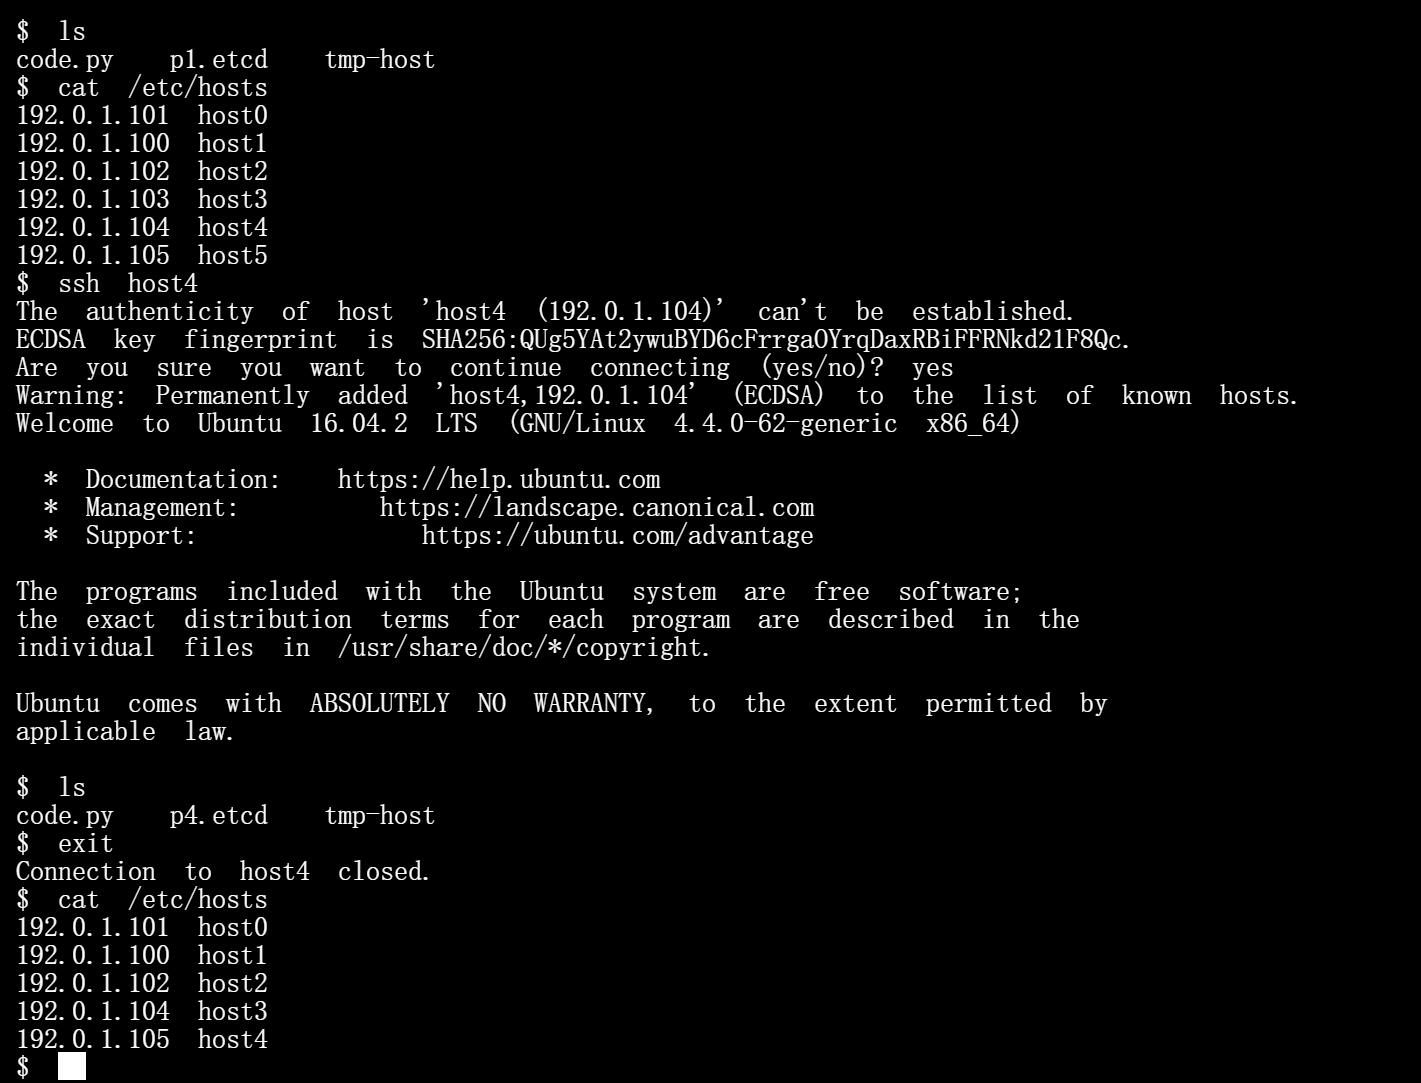 $ ls
code.py p1.etcd tmp-host
$ cat /etc/hosts
192.0.1.101 host0
192.0.1.100 host1
192.0.1.102 host2
192.0.1.103 host3
192.0.1.104 host4
192.0.1.105 host5
$ ssh host4
The authenticity of host 'host4 (192.0.1.104)' can't be established.
ECDSA key fingerprint is SHA256:QUg5YAt2ywuBYD6cFrrgaOYrqDaxRBiFFRNkd21F8Qc.
Are you sure you want to continue connecting (yes/no)? yes
Warning: Permanently added 'host4,192.0.1.104' (ECDSA) to the list of known hosts.
Welcome to Ubuntu 16.04.2 LTS (GNU/Linux 4.4.0-62-generic x86_64)

* Documentation: https://help.ubuntu.com
* Management: https://landscape.canonical.com
* Support: https://ubuntu.com/advantage

The programs included with the Ubuntu system are free software;
the exact distribution terms for each program are described in the
individual files in /usr/share/doc/*/copyright.

Ubuntu comes with ABSOLUTELY NO WARRANTY, to the extent permitted by
applicable law.

$ ls
code.py p4.etcd tmp-host
$ exit
Connection to host4 closed.
$ cat /etc/hosts
192.0.1.101 host0
192.0.1.100 host1
192.0.1.102 host2
192.0.1.104 host3
192.0.1.105 host4
$